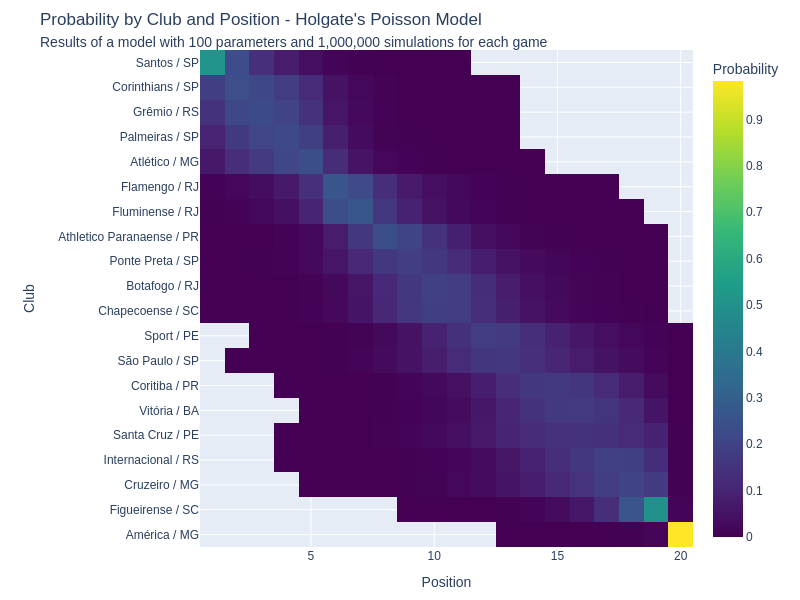 Probability by Club and Position - Holgate's Poisson Model
Results of a model with 100 parameters and 1,000,000 simulations for each game
Probability
Club
Santos / SP
Corinthians / SP
Grêmio / RS
Palmeiras / SP
Atlético / MG
Flamengo / RJ
Fluminense / RJ
Athletico Paranaense / PR
Ponte Preta / SP
Botafogo / RJ
Chapecoense / SC
Sport / PE
São Paulo / SP
Coritiba / PR
Vitória / BA
Santa Cruz / PE
Internacional / RS
Cruzeiro / MG
Figueirense / SC
América / MG
0.9
0.8
0.7
0.6
0.5
0.4
0.3
0.2
0.1
0
5
10
15
20
Position